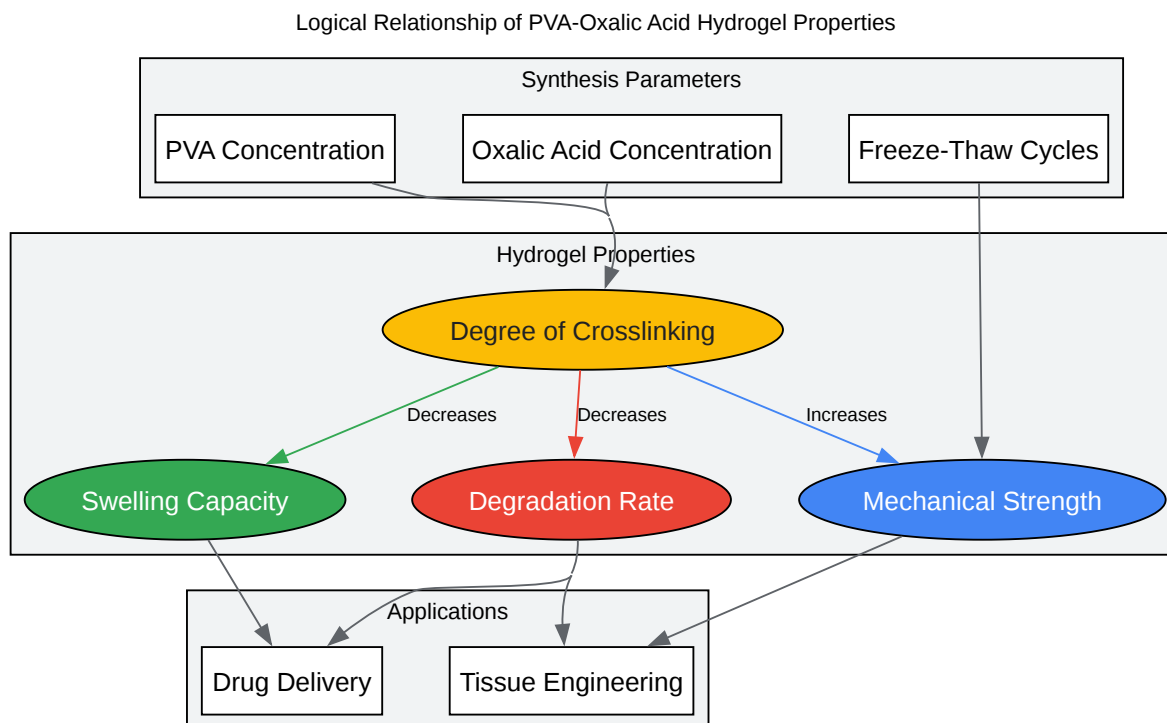 Logical Relationship of PVA-Oxalic Acid Hydrogel Properties
Synthesis Parameters
PVA Concentration
Oxalic Acid Concentration
Freeze-Thaw Cycles
Hydrogel Properties
Degree of Crosslinking
Decreases
Decreases
Increases
Swelling Capacity
Degradation Rate
Mechanical Strength
Applications
Drug Delivery
Tissue Engineering